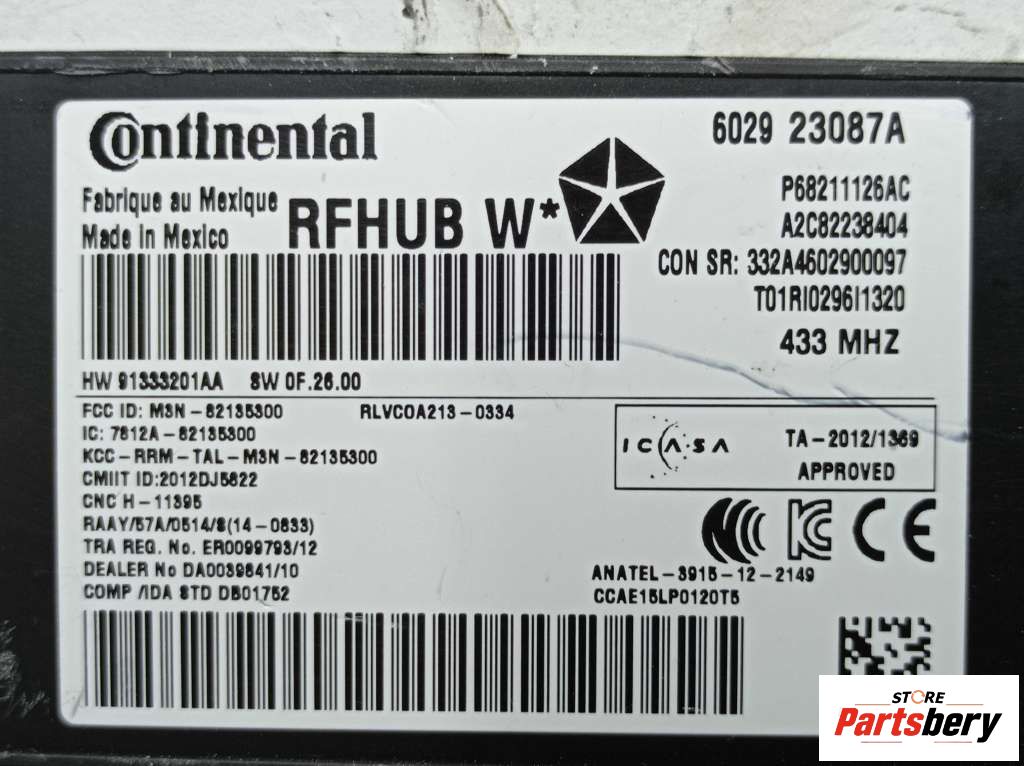 Continental
6029 23087A
Fabrique au Mexique
Made in Mexico
RFHUB W*
P68211126AC
A2C82238404
CON SR: 332A4602900097
T01RI0296I1320
433 MHZ
HW 91333201AA SW 0F.26.00
FCC ID: M3N-82135300 RLVCOA213-0334
IC: 7812A-82135300
KCC-RRM-TAL-M3N-82135300
CMIIT ID:2012DJ5822
CNC H-11395
RAAY/57A/0514/S(14-0833)
TRA REG. No. ER0099793/12
DEALER No DA0039841/10
COMP /IDA STD DB01752
ICASA
TA-2012/1369
APPROVED
CE
ANATEL-3915-12-2149
CCAE15LP0120T5
STORE
Partsbery